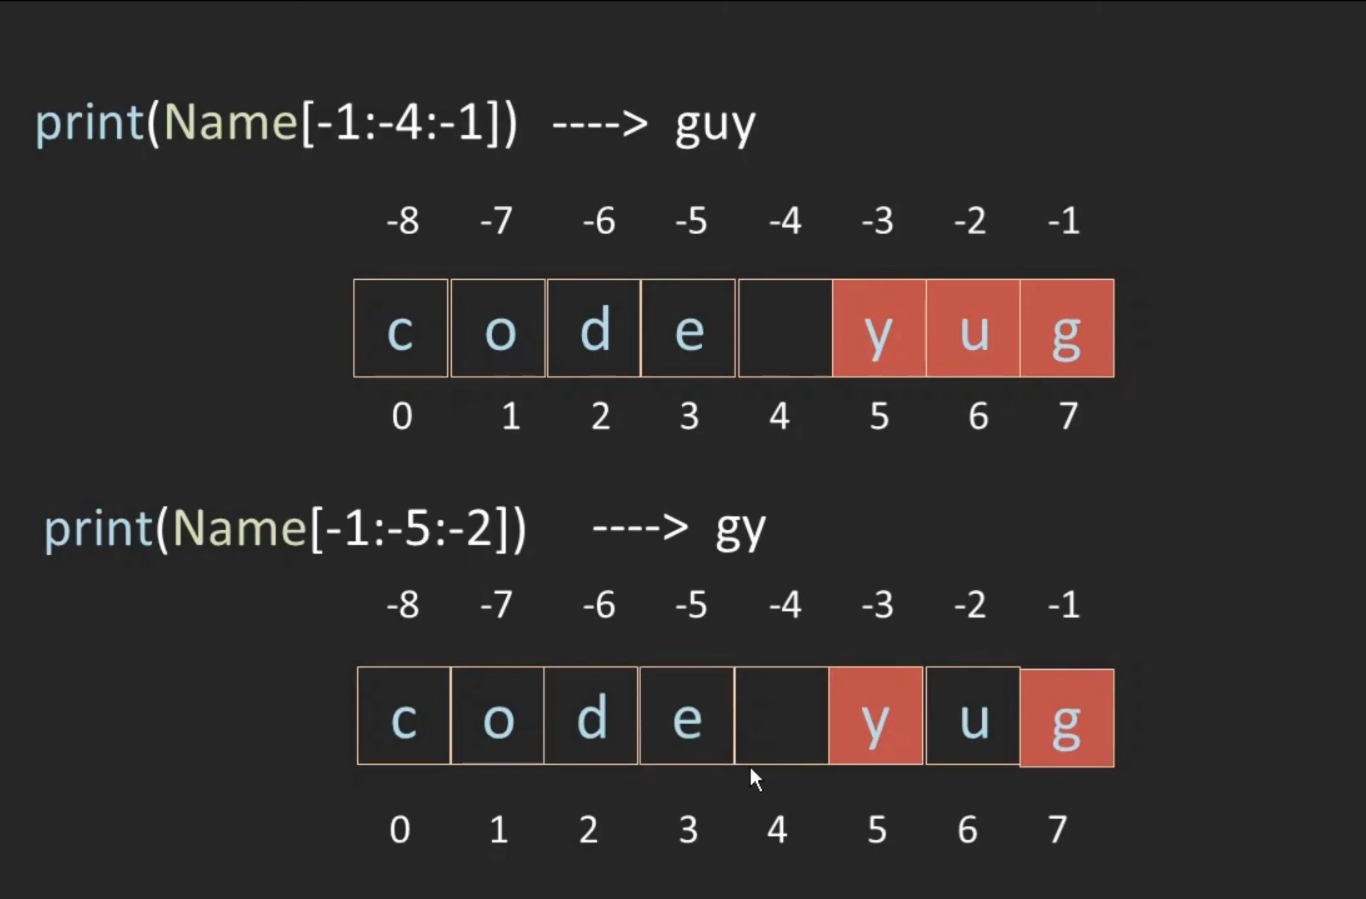 print(Name[-1:-4:-1]) ----> guy
-8 -7 -6 -5 -4 -3 -2 -1
c o d e y u g
0 1 2 3 4 5 6 7
print(Name[-1:-5:-2]) ----> gy
-8 -7 -6 -5 -4 -3 -2 -1
c o d e y u g
0 1 2 3 4 5 6 7